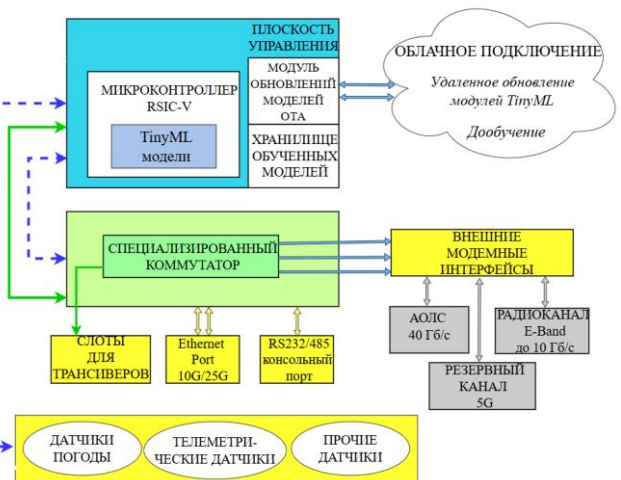 ПЛОСКОСТЬ
УПРАВЛЕНИЯ
МИКРОКОНТРОЛЛЕР
RSIC-V
TinyML
модели
МОДУЛЬ
ОБНОВЛЕНИЙ
МОДЕЛЕЙ
OTA
ХРАНИЛИЩЕ
ОБУЧЕННЫХ
МОДЕЛЕЙ
ОБЛАЧНОЕ ПОДКЛЮЧЕНИЕ
Удаленное обновление
модулей TinyML
Дообучение
СПЕЦИАЛИЗИРОВАННЫЙ
КОММУТАТОР
ВНЕШНИЕ
МОДЕМНЫЕ
ИНТЕРФЕЙСЫ
СЛОТЫ
ДЛЯ
ТРАНСИВЕРОВ
Ethernet
Port
10G/25G
RS232/485
консольный
порт
АОЛС
40 Гб/с
РЕЗЕРВНЫЙ
КАНАЛ
5G
РАДИОКАНАЛ
E-Band
до 10 Гб/с
ДАТЧИКИ
ПОГОДЫ
ТЕЛЕМЕТРИ-
ЧЕСКИЕ ДАТЧИКИ
ПРОЧИЕ
ДАТЧИКИ